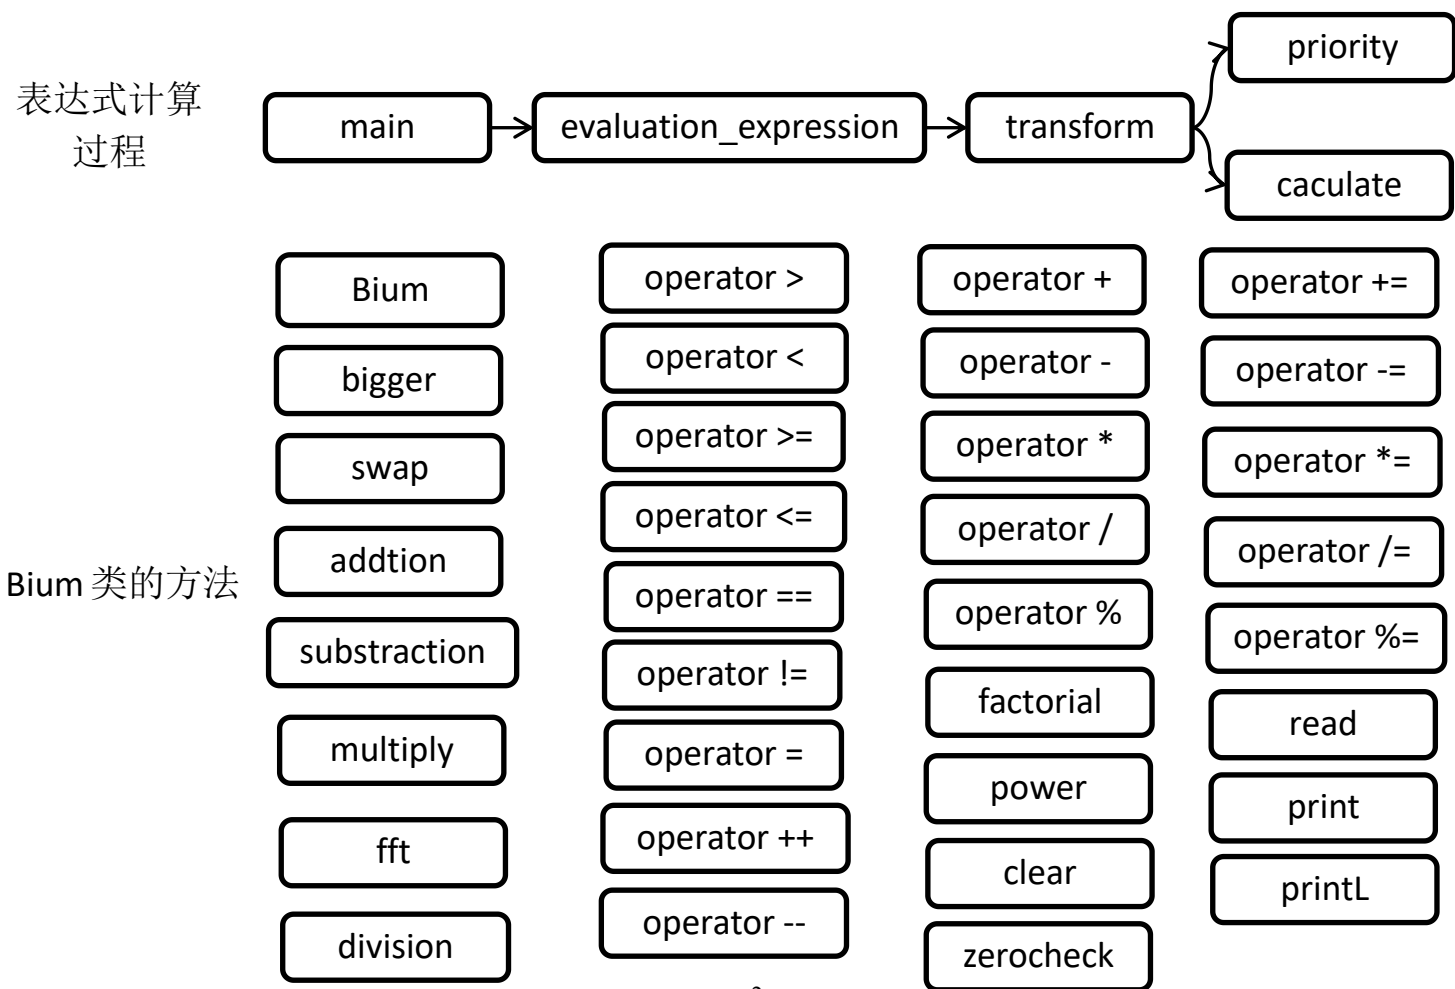 表达式计算
过程
main
evaluation_expression
transform
priority
caculate
Bium 类的方法
Bium
bigger
swap
addtion
substraction
multiply
fft
division
operator >
operator <
operator >=
operator <=
operator ==
operator !=
operator =
operator ++
operator --
operator +
operator -
operator *
operator /
operator %
factorial
power
clear
zerocheck
operator +=
operator -=
operator *=
operator /=
operator %=
read
print
printL